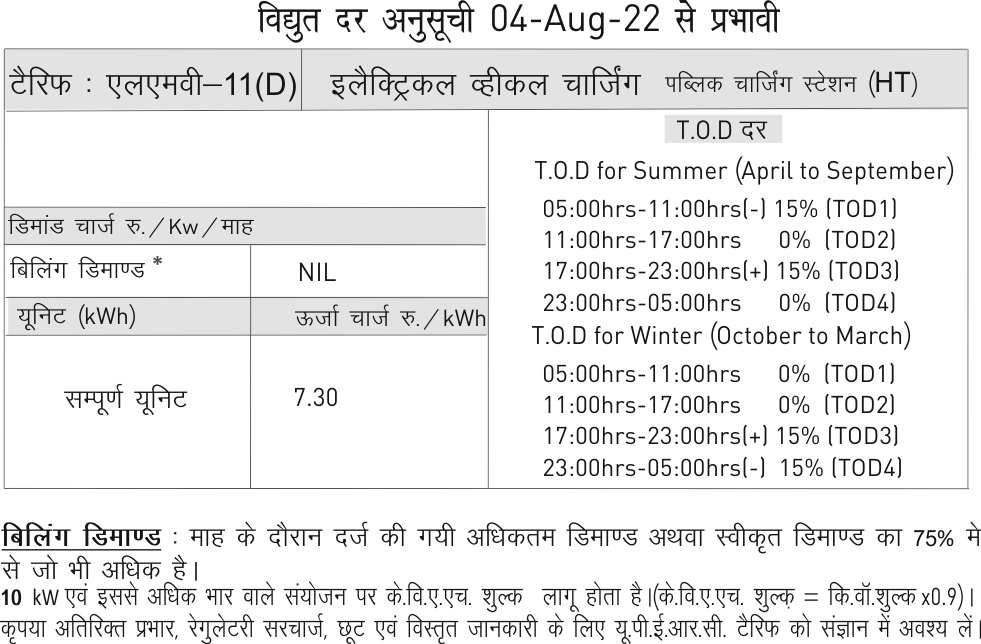 विद्युत दर अनुसूची 04-Aug-22 से प्रभावी
टैरिफ : एलएमवी–11(D) इलैक्ट्रिकल व्हीकल चार्जिंग पब्लिक चार्जिंग स्टेशन (HT)
T.O.D दर
T.O.D for Summer (April to September)
05:00hrs-11:00hrs(-) 15% (TOD1)
डिमांड चार्ज रु./Kw/माह
11:00hrs-17:00hrs 0% (TOD2)
बिलिंग डिमाण्ड * NIL
17:00hrs-23:00hrs(+) 15% (TOD3)
23:00hrs-05:00hrs 0% (TOD4)
यूनिट (kWh) ऊर्जा चार्ज रु./kWh
T.O.D for Winter (October to March)
05:00hrs-11:00hrs 0% (TOD1)
सम्पूर्ण यूनिट 7.30
11:00hrs-17:00hrs 0% (TOD2)
17:00hrs-23:00hrs(+) 15% (TOD3)
23:00hrs-05:00hrs(-) 15% (TOD4)
बिलिंग डिमाण्ड : माह के दौरान दर्ज की गयी अधिकतम डिमाण्ड अथवा स्वीकृत डिमाण्ड का 75% मे
से जो भी अधिक है।
10 kW एवं इससे अधिक भार वाले संयोजन पर के.वि.ए.एच. शुल्क लागू होता है।(के.वि.ए.एच. शुल्क = कि.वॉ.शुल्क x0.9)।
कृपया अतिरिक्त प्रभार, रेगुलेटरी सरचार्ज, छूट एवं विस्तृत जानकारी के लिए यू.पी.ई.आर.सी. टैरिफ को संज्ञान में अवश्य लें।